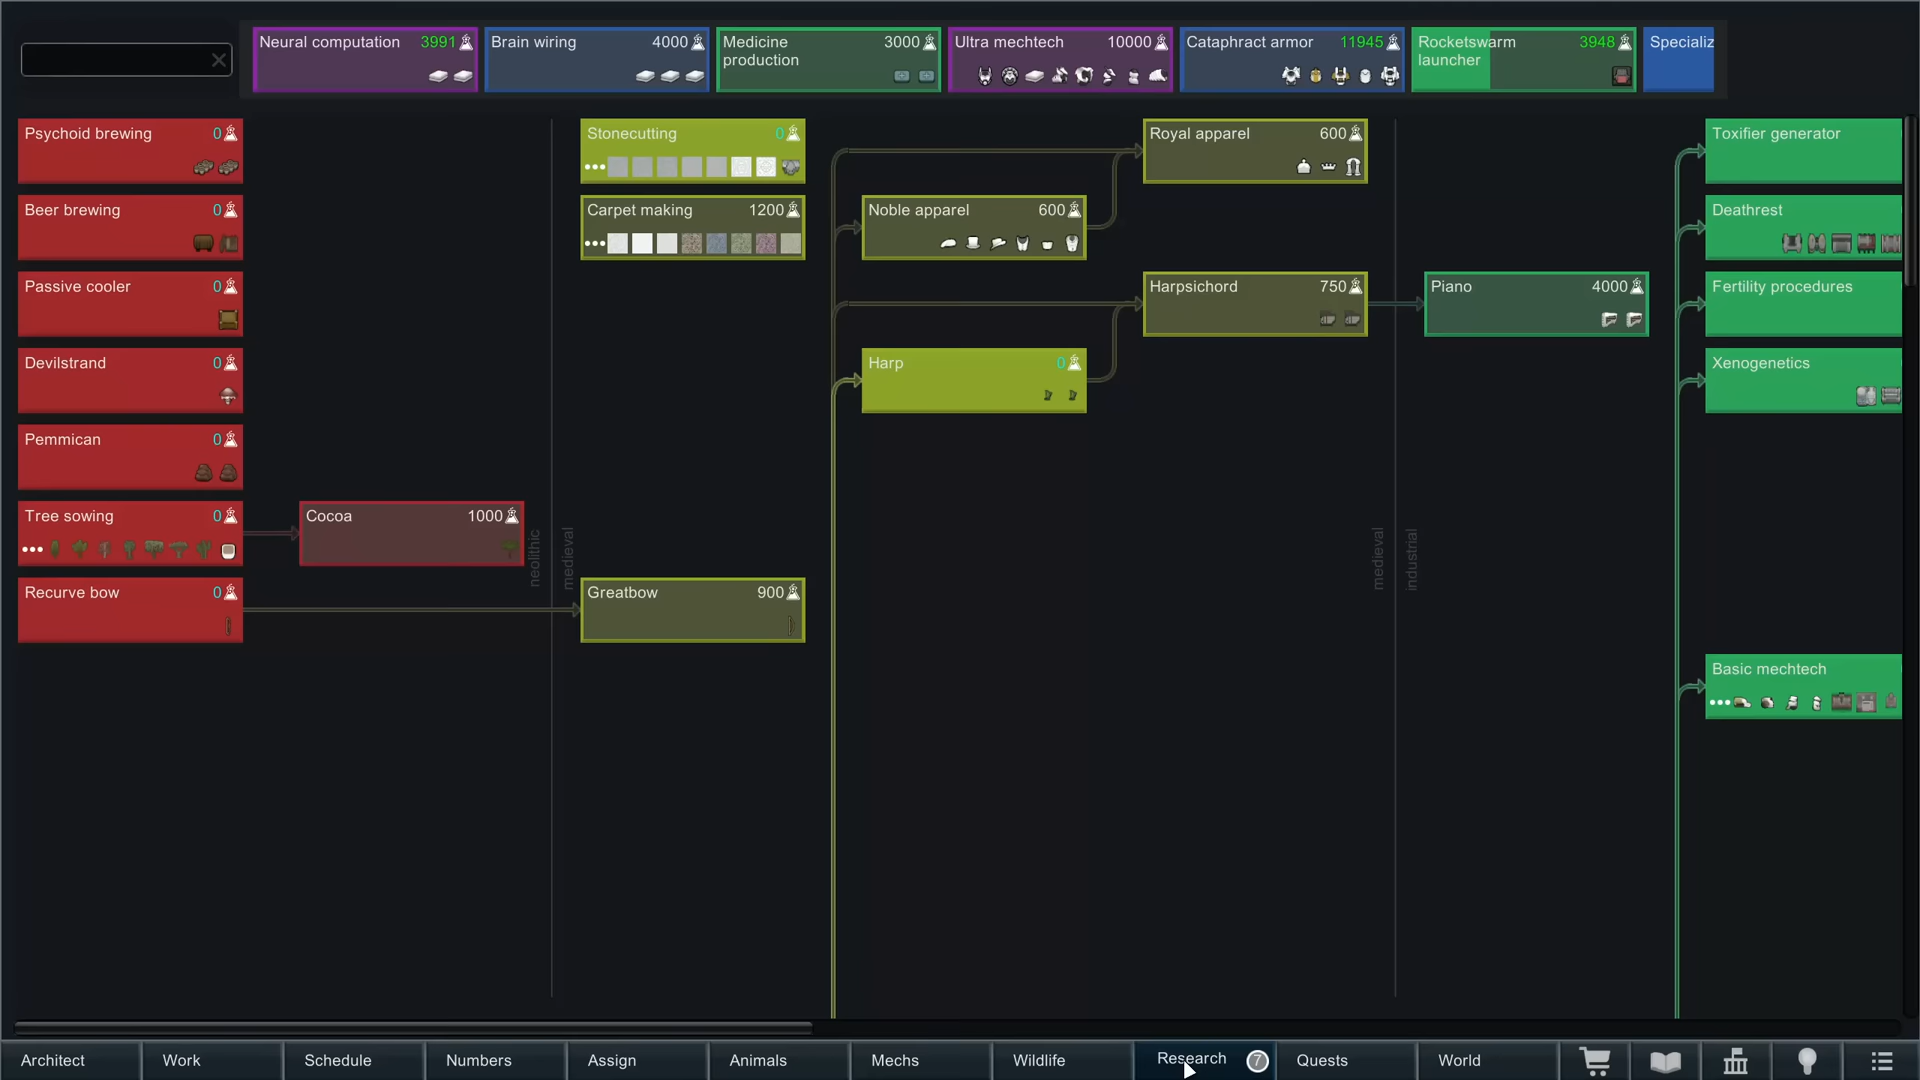 Neural computation 3991
Brain wiring 4000
Medicine production 3000
Ultra mechtech 10000
Cataphract armor 11945
Rocketswarm launcher 3948
Specializ
Psychoid brewing 0
Stonecutting 0
Royal apparel 600
Toxifier generator
Beer brewing 0
Carpet making 1200
Noble apparel 600
Deathrest
Passive cooler 0
Harpsichord 750
Piano 4000
Fertility procedures
Devilstrand 0
Harp 0
Xenogenetics
Pemmican 0
Tree sowing 0
Cocoa 1000
neolithic
medieval
medieval
industrial
Recurve bow 0
Greatbow 900
Basic mechtech
Architect
Work
Schedule
Numbers
Assign
Animals
Mechs
Wildlife
Research 7
Quests
World